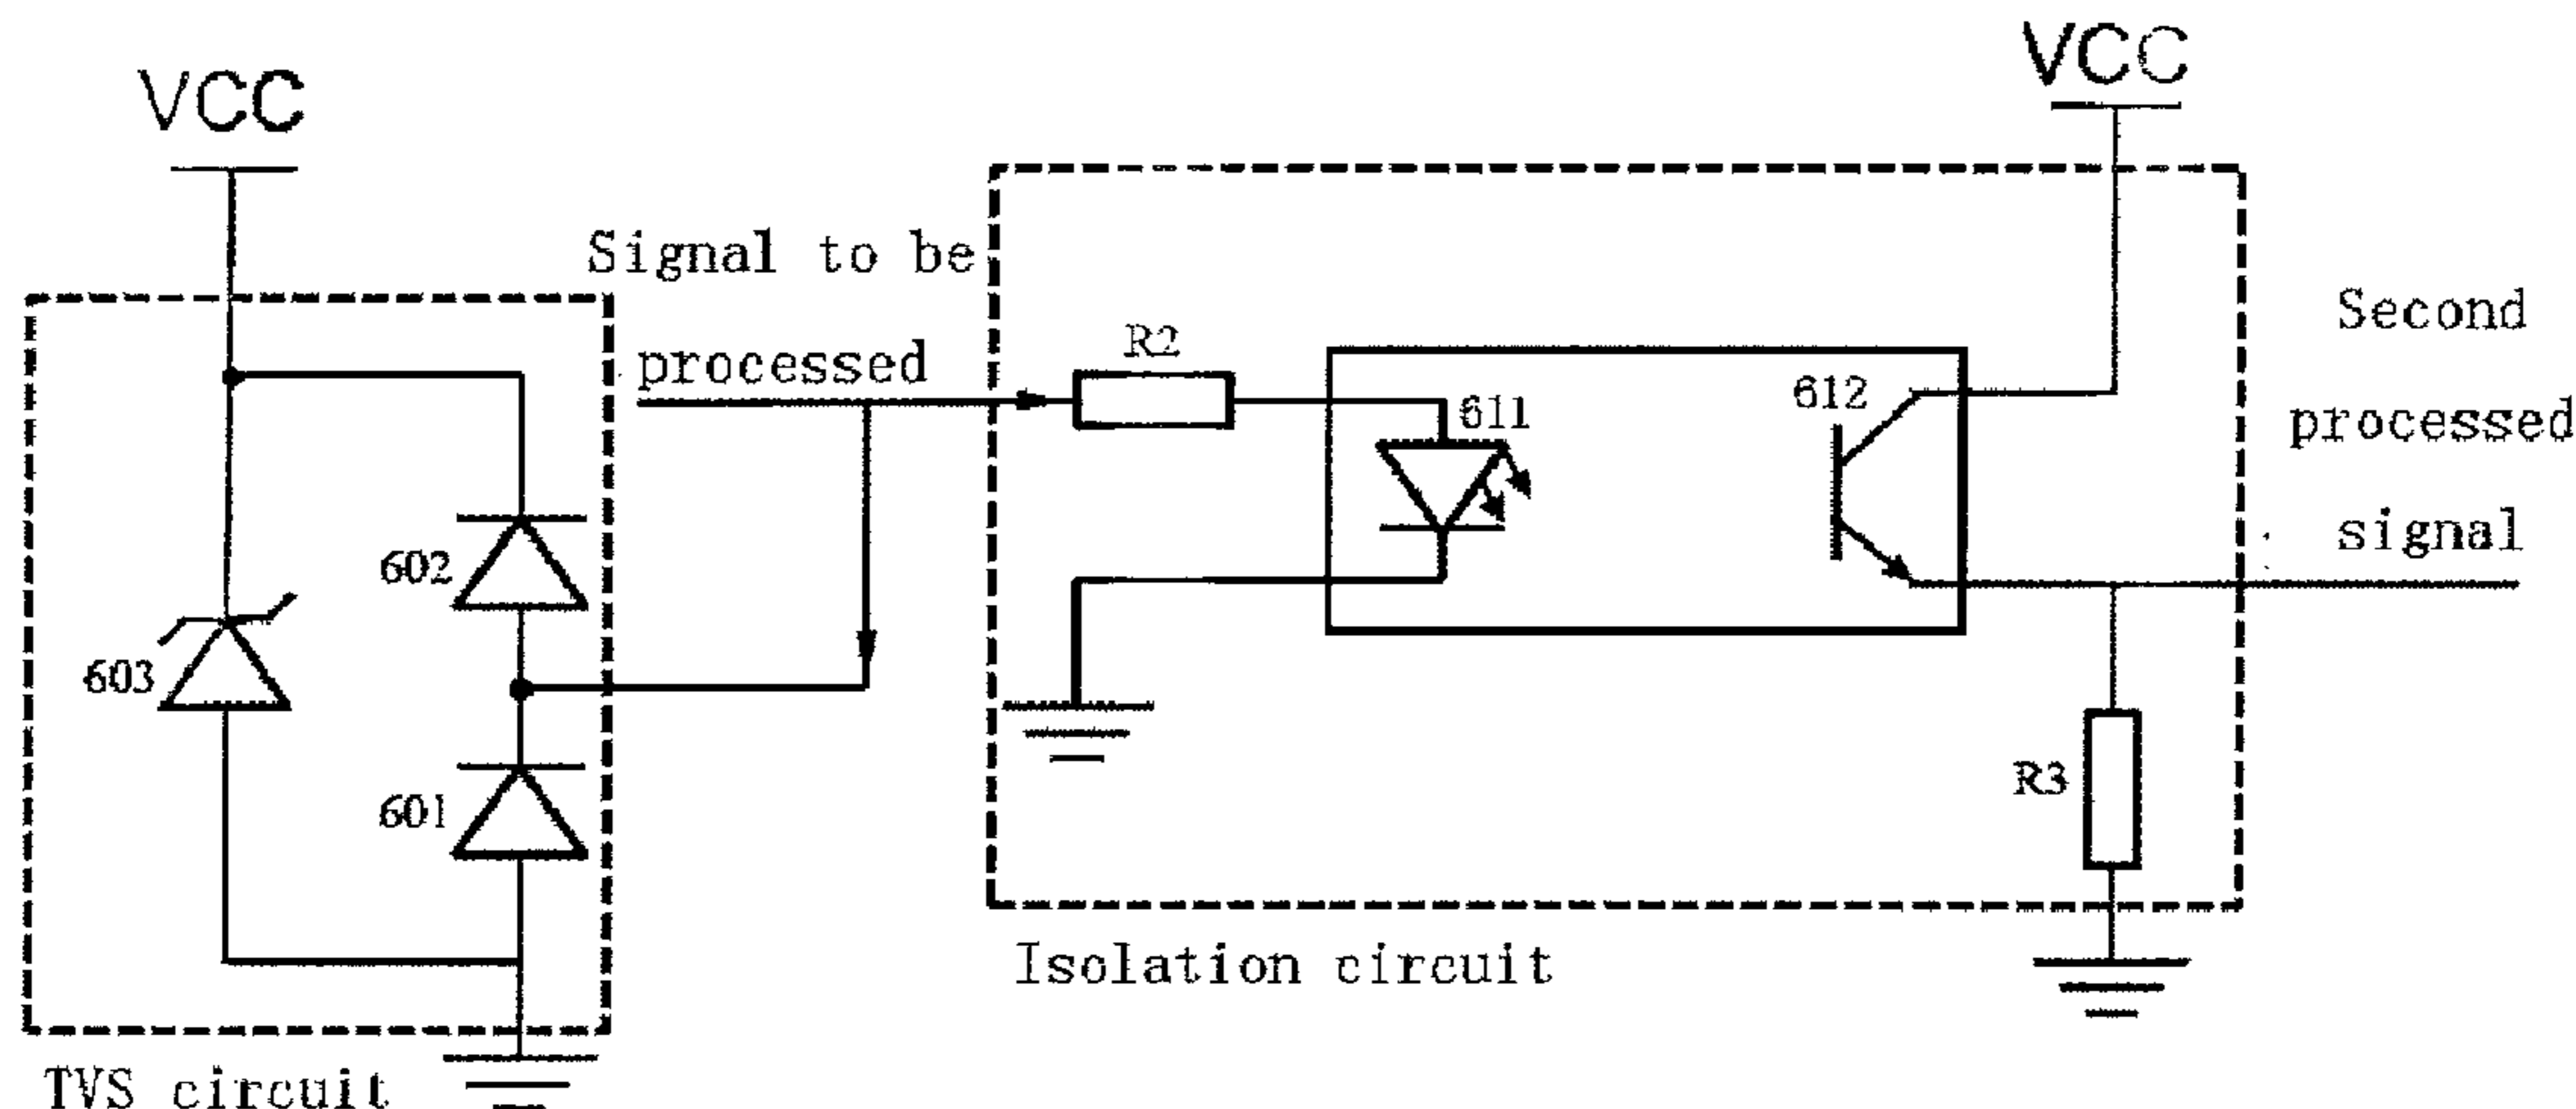 VCC
VCC
Signal to be
processed
R2
611
612
Second
processed
signal
602
603
601
R3
Isolation circuit
TVS circuit